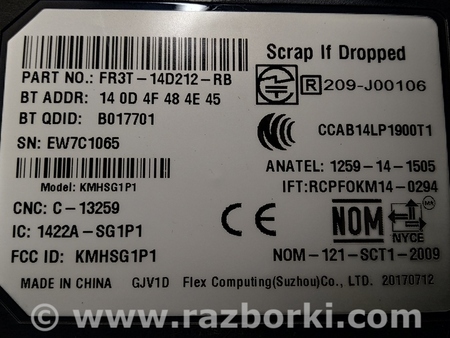 Scrap If Dropped
PART NO.: FR3T-14D212-RB
R 209-J00106
BT ADDR: 14 0D 4F 48 4E 45
BT QDID: B017701
CCAB14LP1900T1
SN: EW7C1065
ANATEL: 1259-14-1505
Model: KMHSG1P1
IFT:RCPFOKM14-0294
CNC: C-13259
CE
NOM
NYCE
IC: 1422A-SG1P1
FCC ID: KMHSG1P1
NOM-121-SCT1-2009
MADE IN CHINA GJV1D Flex Computing(Suzhou)Co., LTD. 20170712
www.razborki.com